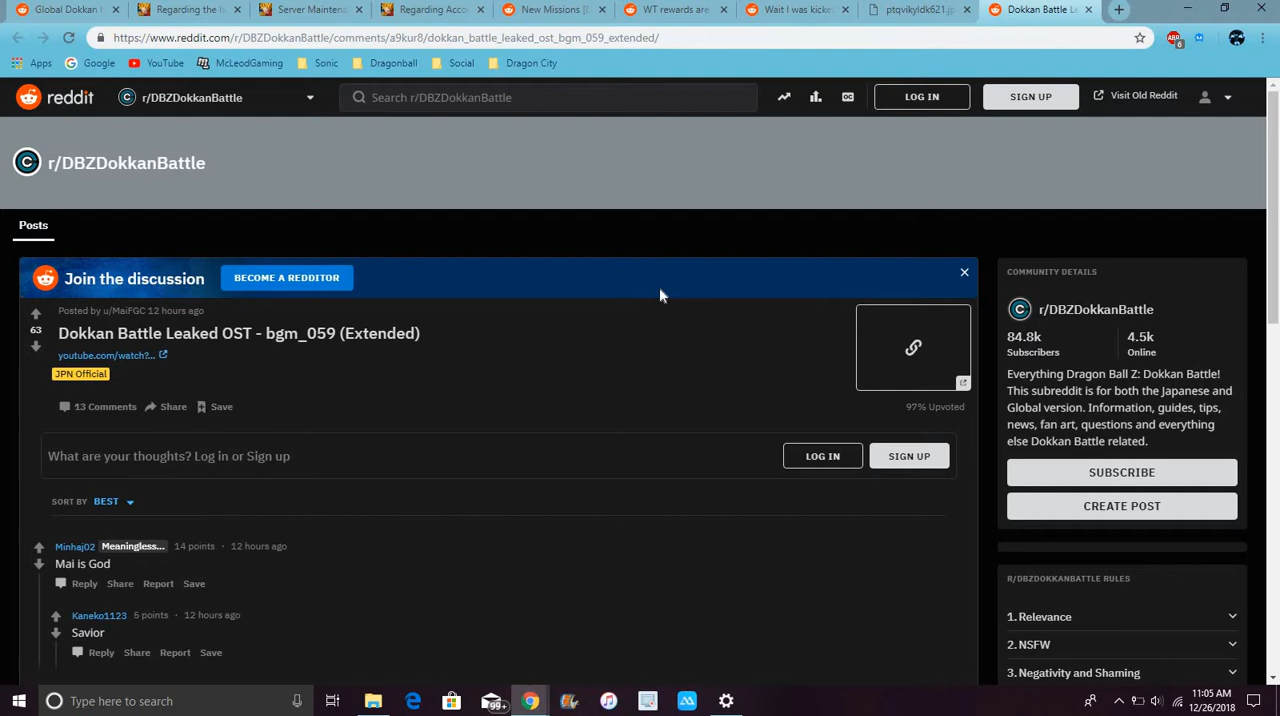 Global Dokkan H
Regarding the b
Server Maintena
Regarding Accou
New Missions [G
WT rewards are
Wait I was kicke
ptqvikyldk621.jp
Dokkan Battle Le
https://www.reddit.com/r/DBZDokkanBattle/comments/a9kur8/dokkan_battle_leaked_ost_bgm_059_extended/
ABP
6
Apps
Google
YouTube
McLeodGaming
Sonic
Dragonball
Social
Dragon City
reddit
r/DBZDokkanBattle
Search r/DBZDokkanBattle
LOG IN
SIGN UP
Visit Old Reddit
r/DBZDokkanBattle
Posts
Join the discussion
BECOME A REDDITOR
Posted by u/MaiFGC 12 hours ago
63
Dokkan Battle Leaked OST - bgm_059 (Extended)
youtube.com/watch?...
JPN Official
13 Comments
Share
Save
97% Upvoted
What are your thoughts? Log in or Sign up
LOG IN
SIGN UP
SORT BY BEST
Minhaj02 Meaningless... 14 points · 12 hours ago
Mai is God
Reply Share Report Save
Kaneko1123 5 points · 12 hours ago
Savior
Reply Share Report Save
COMMUNITY DETAILS
r/DBZDokkanBattle
84.8k
Subscribers
4.5k
Online
Everything Dragon Ball Z: Dokkan Battle!
This subreddit is for both the Japanese and
Global version. Information, guides, tips,
news, fan art, questions and everything
else Dokkan Battle related.
SUBSCRIBE
CREATE POST
R/DBZDOKKANBATTLE RULES
1. Relevance
2. NSFW
3. Negativity and Shaming
Type here to search
99+
11:05 AM
12/26/2018